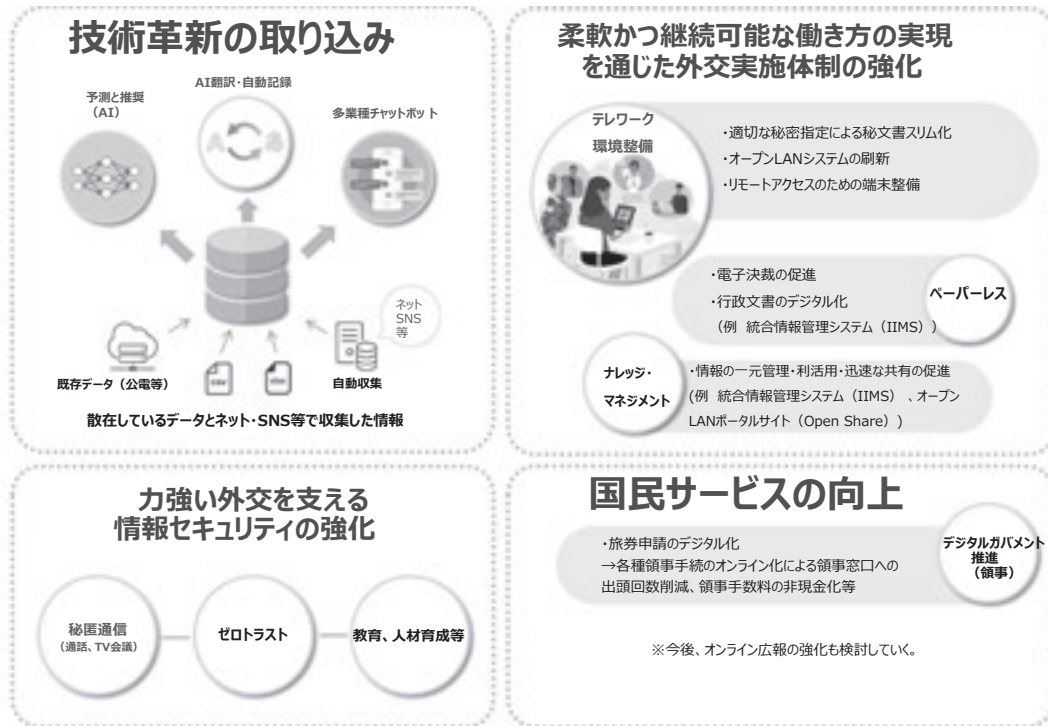 技術革新の取り込み
AI翻訳・自動記録
予測と推奨
（AI）
多業種チャットボット
A あ
ネット
SNS
等
既存データ（公電等）
csv
xlsx
自動収集
散在しているデータとネット・SNS等で収集した情報
柔軟かつ継続可能な働き方の実現
を通じた外交実施体制の強化
テレワーク
環境整備
・適切な秘密指定による秘文書スリム化
・オープンLANシステムの刷新
・リモートアクセスのための端末整備
・電子決裁の促進
・行政文書のデジタル化
（例　統合情報管理システム（IIMS））
ペーパーレス
ナレッジ・
マネジメント
・情報の一元管理・利活用・迅速な共有の促進
(例　統合情報管理システム（IIMS）、オープン
LANポータルサイト（Open Share）)
力強い外交を支える
情報セキュリティの強化
秘匿通信
（通話、TV会議）
ゼロトラスト
教育、人材育成等
国民サービスの向上
・旅券申請のデジタル化
→各種領事手続のオンライン化による領事窓口への
出頭回数削減、領事手数料の非現金化等
デジタルガバメント
推進
（領事）
※今後、オンライン広報の強化も検討していく。